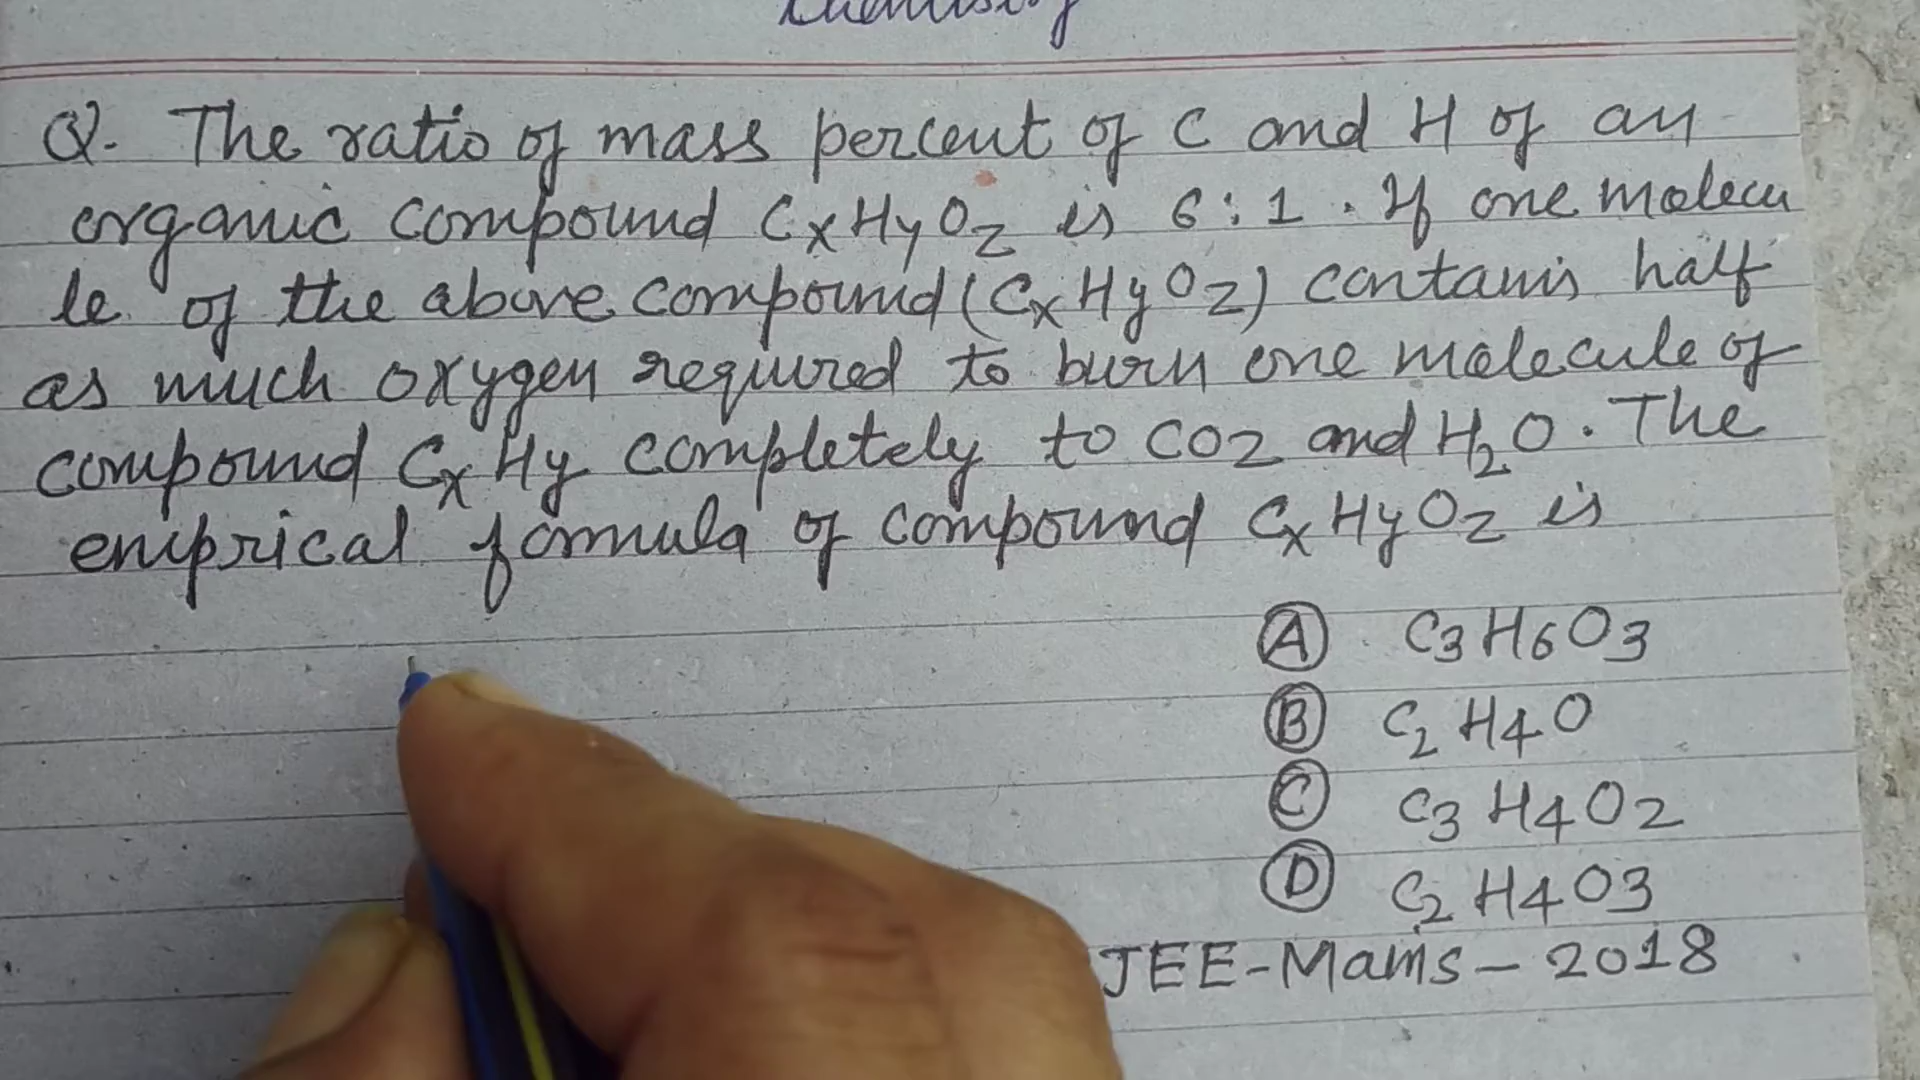 Chemistry
Q. The ratio of mass percent of C and H of an
organic compound CxHyOz is 6:1. If one molecu
le of the above compound (CxHyOz) contains half
as much oxygen required to burn one molecule of
compound CxHy completely to CO2 and H2O. The
emiprical formula of compound CxHyOz is
A C3H6O3
B C2H4O
C C3H4O2
D C2H4O3
JEE-Mains-2018